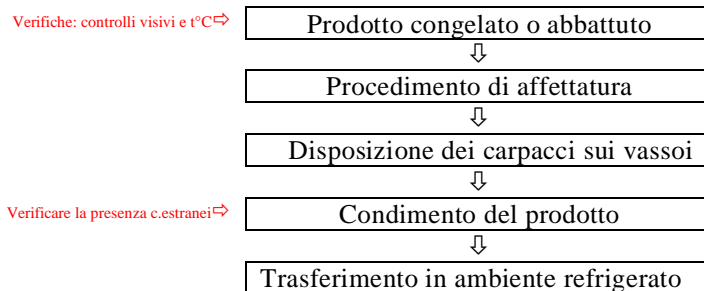 Verifiche: controlli visivi e t°C⇨ Prodotto congelato o abbattuto
⇩
Procedimento di affettatura
⇩
Disposizione dei carpacci sui vassoi
⇩
Verificare la presenza c.estranei⇨ Condimento del prodotto
⇩
Trasferimento in ambiente refrigerato